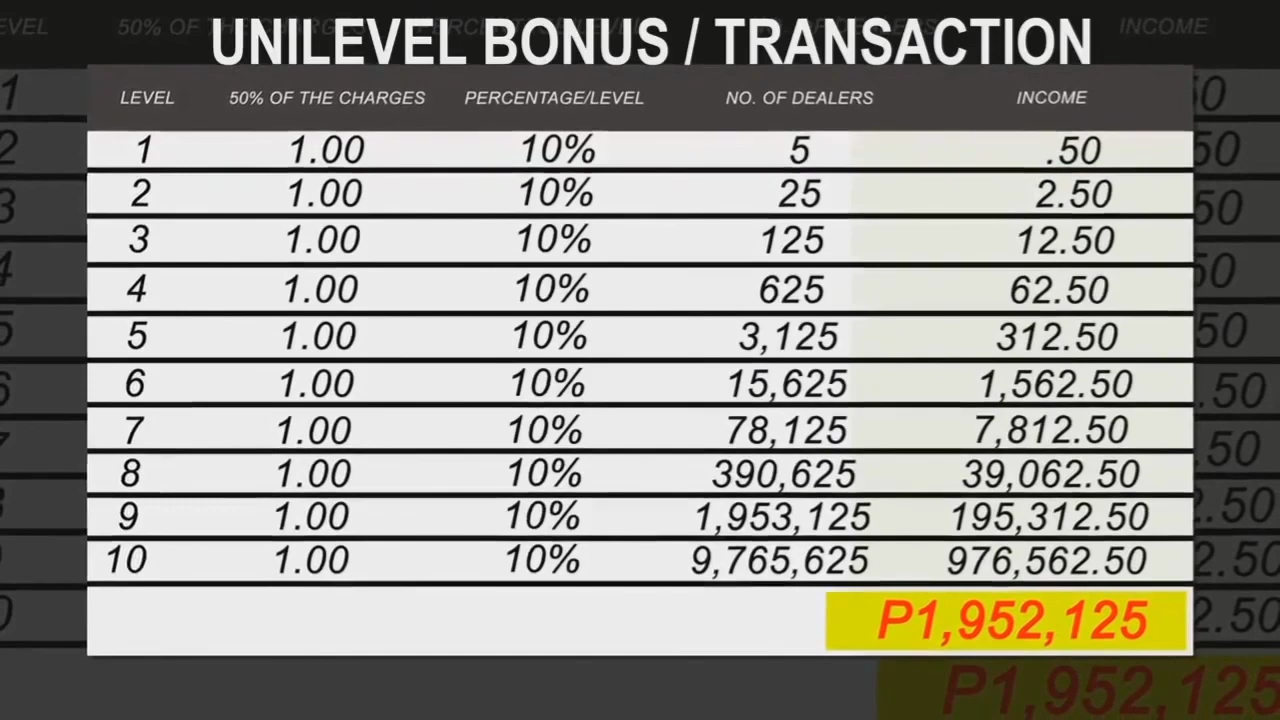 UNILEVEL BONUS / TRANSACTION
LEVEL 50% OF THE CHARGES PERCENTAGE/LEVEL NO. OF DEALERS INCOME
1 1.00 10% 5 .50
2 1.00 10% 25 2.50
3 1.00 10% 125 12.50
4 1.00 10% 625 62.50
5 1.00 10% 3,125 312.50
6 1.00 10% 15,625 1,562.50
7 1.00 10% 78,125 7,812.50
8 1.00 10% 390,625 39,062.50
9 1.00 10% 1,953,125 195,312.50
10 1.00 10% 9,765,625 976,562.50
P1,952,125
P1,952,125